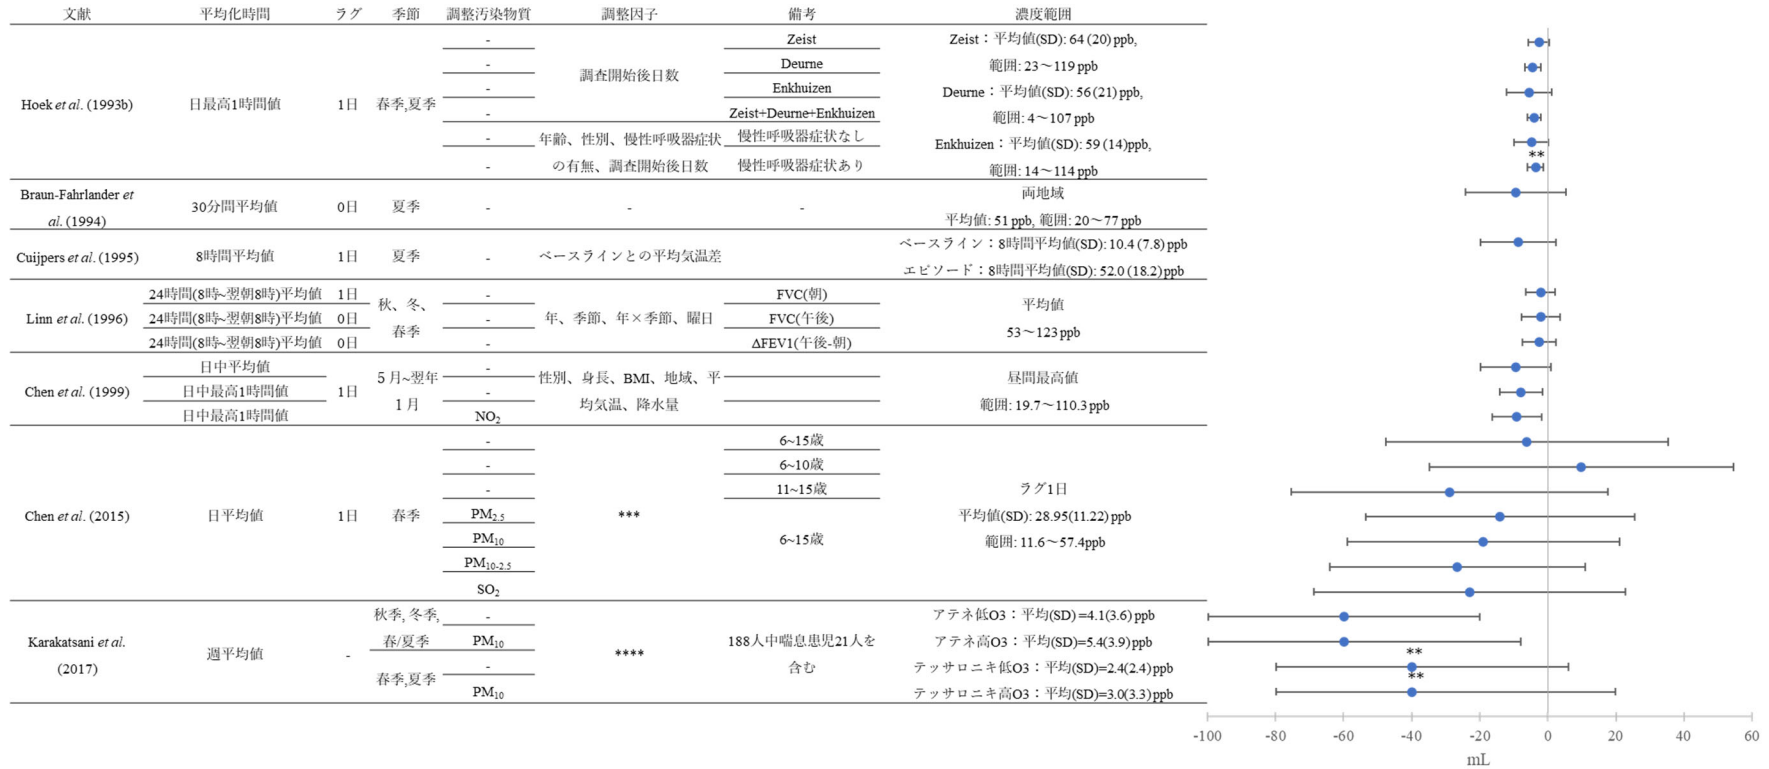 文献 平均化時間 ラグ 季節 調整汚染物質 調整因子 備考 濃度範囲
Hoek et al. (1993b) 日最高1時間値 1日 春季,夏季
-
-
-
-
-
-
調査開始後日数
年齢、性別、慢性呼吸器症状
の有無、調査開始後日数
Zeist
Deurne
Enkhuizen
Zeist+Deurne+Enkhuizen
慢性呼吸器症状なし
慢性呼吸器症状あり
Zeist：平均値(SD): 64 (20) ppb,
範囲: 23～119 ppb
Deurne：平均値(SD): 56 (21) ppb,
範囲: 4～107 ppb
Enkhuizen：平均値(SD): 59 (14)ppb,
範囲: 14～114 ppb
**
Braun-Fahrlander et
al. (1994)
30分間平均値 0日 夏季 - - -
両地域
平均値: 51 ppb, 範囲: 20～77 ppb
Cuijpers et al. (1995) 8時間平均値 1日 夏季 - ベースラインとの平均気温差
ベースライン：8時間平均値(SD): 10.4 (7.8) ppb
エピソード：8時間平均値(SD): 52.0 (18.2) ppb
Linn et al. (1996)
24時間(8時~翌朝8時)平均値 1日
24時間(8時~翌朝8時)平均値 0日
24時間(8時~翌朝8時)平均値 0日
秋、冬、
春季
-
-
-
年、季節、年×季節、曜日
FVC(朝)
FVC(午後)
ΔFEV1(午後-朝)
平均値
53～123 ppb
Chen et al. (1999)
日中平均値
日中最高1時間値
日中最高1時間値
1日
5月~翌年
1月
-
-
NO2
性別、身長、BMI、地域、平
均気温、降水量
昼間最高値
範囲: 19.7～110.3 ppb
Chen et al. (2015) 日平均値 1日 春季
-
-
-
PM2.5
PM10
PM10-2.5
SO2
***
6~15歳
6~10歳
11~15歳
6~15歳
ラグ1日
平均値(SD): 28.95(11.22) ppb
範囲: 11.6～57.4ppb
Karakatsani et al.
(2017)
週平均値 -
秋季, 冬季,
春/夏季
春季,夏季
-
PM10
-
PM10
****
188人中喘息患児21人を
含む
アテネ低O3：平均(SD) =4.1(3.6) ppb
アテネ高O3：平均(SD)=5.4(3.9) ppb
テッサロニキ低O3：平均(SD)=2.4(2.4) ppb
テッサロニキ高O3：平均(SD)=3.0(3.3) ppb
**
**
-100 -80 -60 -40 -20 0 20 40 60
mL